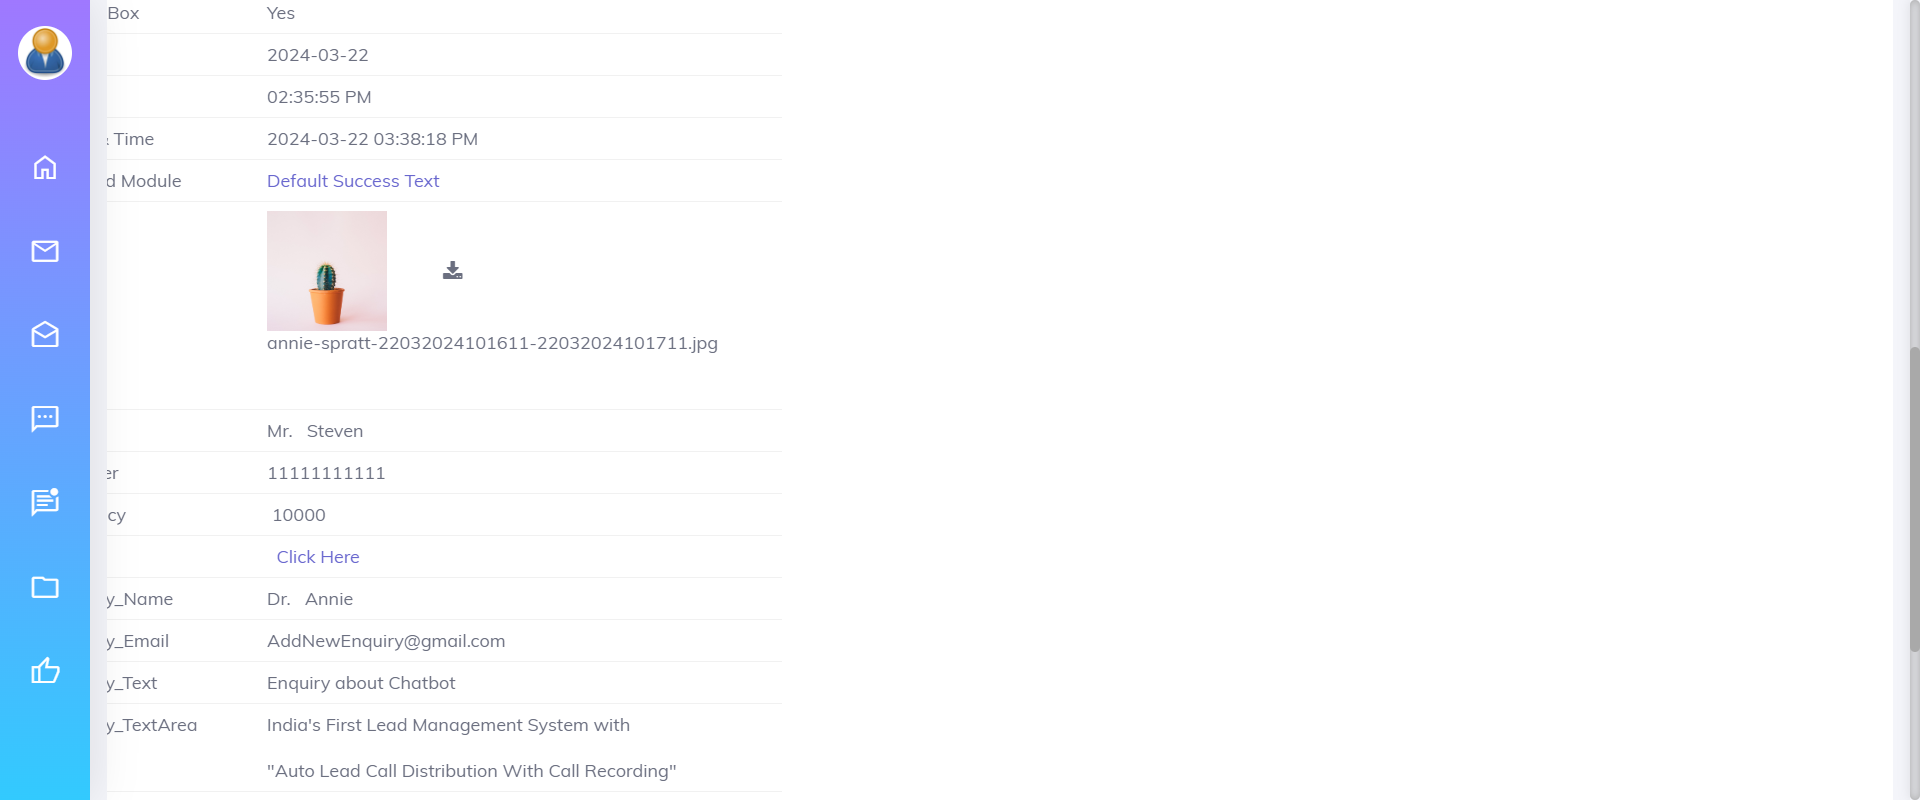 Box Yes
2024-03-22
02:35:55 PM
& Time 2024-03-22 03:38:18 PM
d Module Default Success Text
annie-spratt-22032024101611-22032024101711.jpg
Mr. Steven
er 11111111111
cy 10000
Click Here
y_Name Dr. Annie
y_Email AddNewEnquiry@gmail.com
y_Text Enquiry about Chatbot
y_TextArea India's First Lead Management System with
"Auto Lead Call Distribution With Call Recording"